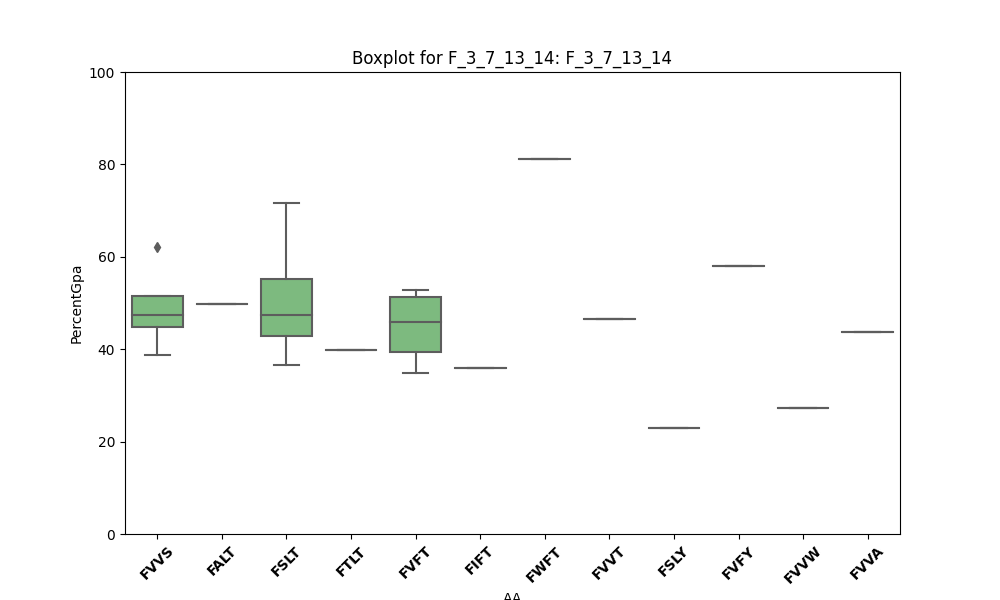 Boxplot for F_3_7_13_14: F_3_7_13_14
100
80
60
40
20
0
PercentGpa
FVVS
FALT
FSLT
FTLT
FVFT
FIFT
FWFT
FVVT
FSLY
FVFY
FVVW
FVVA
AA